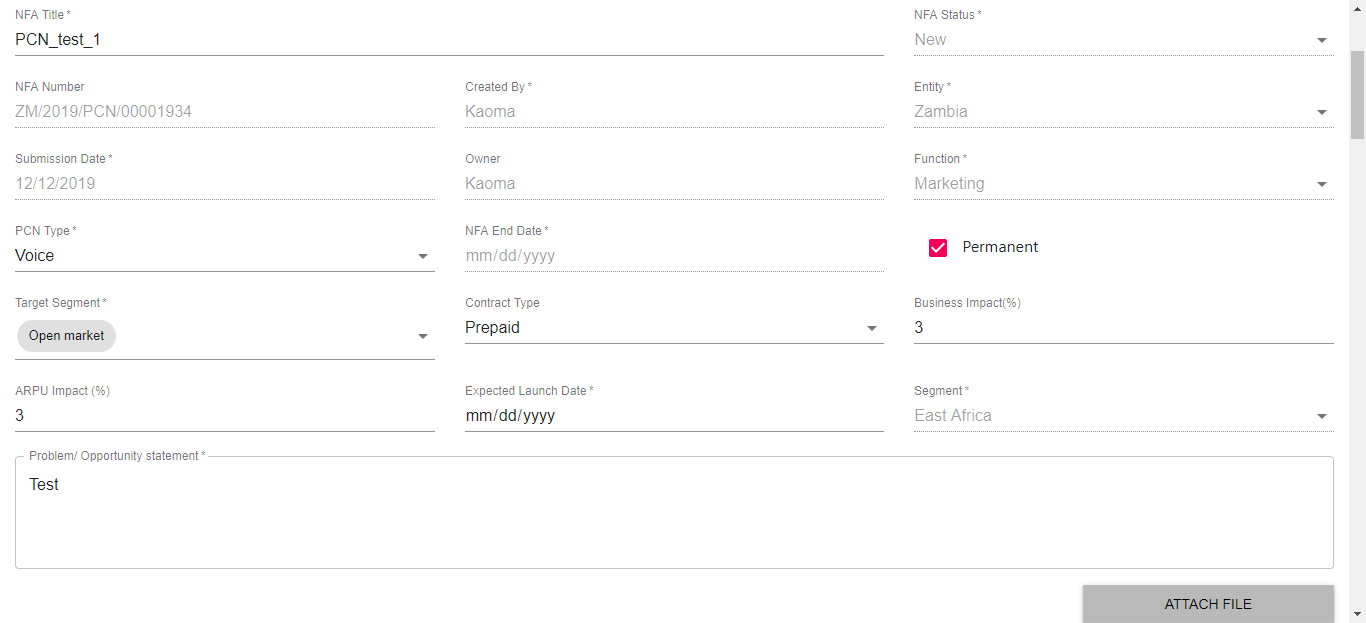 NFA Title *
NFA Status *
PCN_test_1
New
NFA Number
Created By *
Entity *
ZM/2019/PCN/00001934
Kaoma
Zambia
Submission Date *
Owner
Function *
12/12/2019
Kaoma
Marketing
PCN Type *
NFA End Date *
Voice
mm/dd/yyyy
Permanent
Target Segment *
Contract Type
Business Impact(%)
Open market
Prepaid
3
ARPU Impact (%)
Expected Launch Date *
Segment *
3
mm/dd/yyyy
East Africa
Problem/ Opportunity statement *
Test
ATTACH FILE